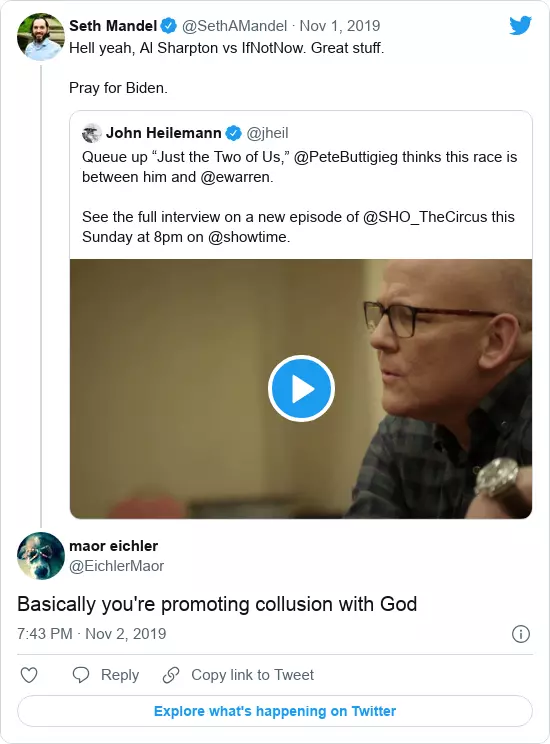 Seth Mandel @SethAMandel · Nov 1, 2019
Hell yeah, Al Sharpton vs IfNotNow. Great stuff.
Pray for Biden.
John Heilemann @jheil
Queue up “Just the Two of Us,” @PeteButtigieg thinks this race is
between him and @ewarren.
See the full interview on a new episode of @SHO_TheCircus this
Sunday at 8pm on @showtime.
maor eichler
@EichlerMaor
Basically you're promoting collusion with God
7:43 PM · Nov 2, 2019
Reply
Copy link to Tweet
Explore what's happening on Twitter